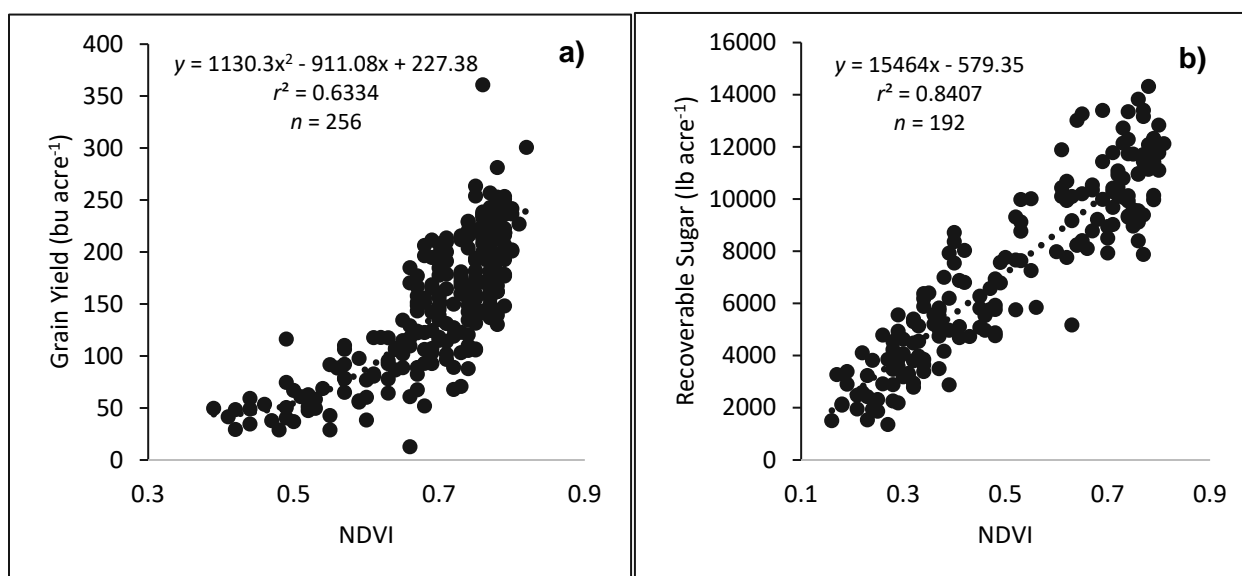 a)
y = 1130.3x² - 911.08x + 227.38
r² = 0.6334
n = 256
Grain Yield (bu acre⁻¹)
400
350
300
250
200
150
100
50
0
0.3 0.5 0.7 0.9
NDVI
b)
y = 15464x - 579.35
r² = 0.8407
n = 192
Recoverable Sugar (lb acre⁻¹)
16000
14000
12000
10000
8000
6000
4000
2000
0
0.1 0.3 0.5 0.7 0.9
NDVI